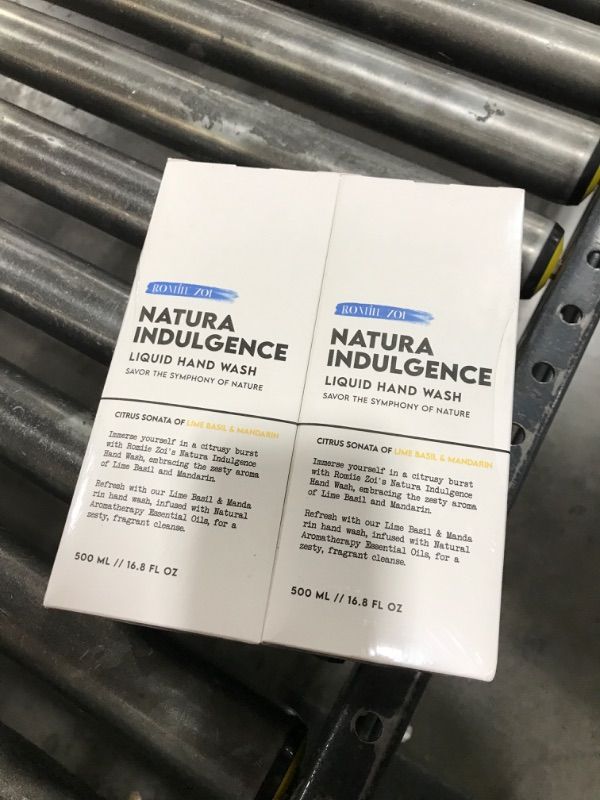 ROMIIE ZOI
NATURA
INDULGENCE
LIQUID HAND WASH
SAVOR THE SYMPHONY OF NATURE
CITRUS SONATA OF LIME BASIL & MANDARIN
Immerse yourself in a citrusy burst
with Romiie Zoi's Natura Indulgence
Hand Wash, embracing the zesty aroma
of Lime Basil and Mandarin.
Refresh with our Lime Basil & Manda
rin hand wash, infused with Natural
Aromatherapy Essential Oils, for a
zesty, fragrant cleanse.
500 ML // 16.8 FL OZ
ROMIIE ZOI
NATURA
INDULGENCE
LIQUID HAND WASH
SAVOR THE SYMPHONY OF NATURE
CITRUS SONATA OF LIME BASIL & MANDARIN
Immerse yourself in a citrusy burst
with Romiie Zoi's Natura Indulgence
Hand Wash, embracing the zesty aroma
of Lime Basil and Mandarin.
Refresh with our Lime Basil & Manda
rin hand wash, infused with Natural
Aromatherapy Essential Oils, for a
zesty, fragrant cleanse.
500 ML // 16.8 FL OZ